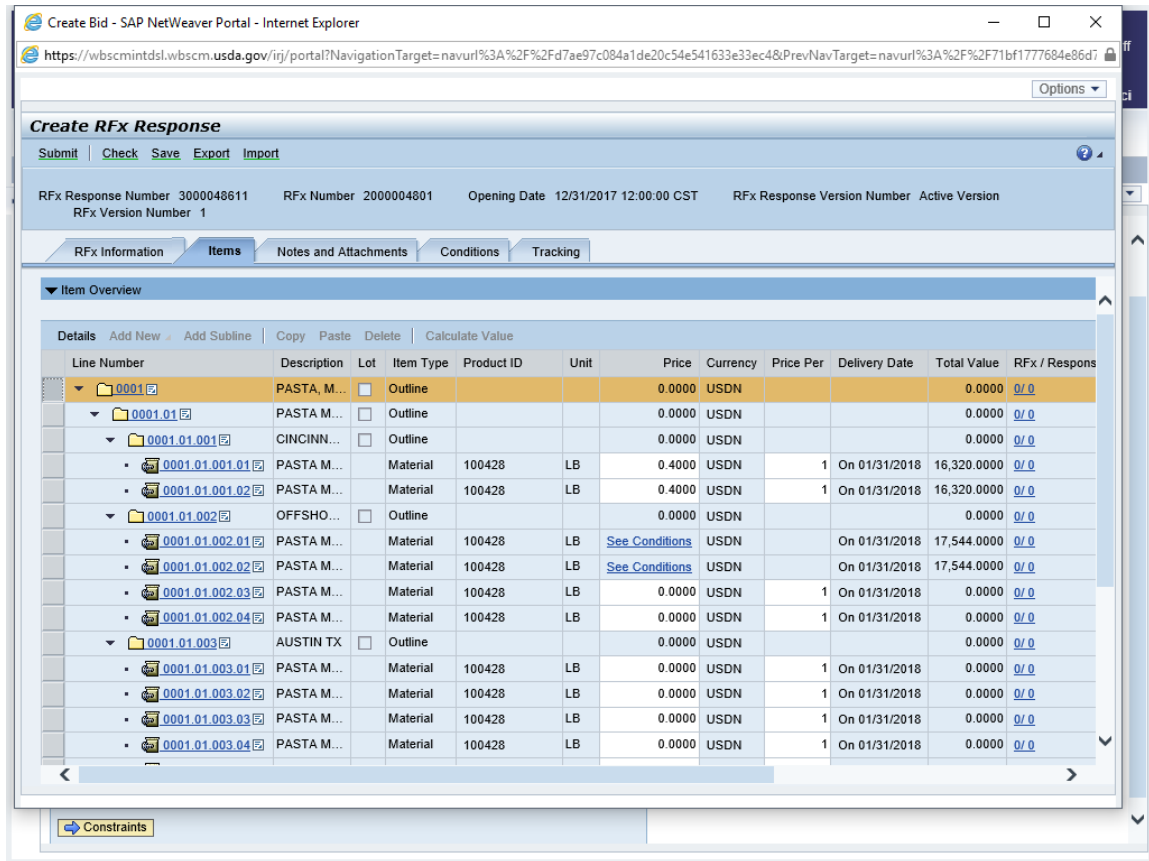 Create Bid - SAP NetWeaver Portal - Internet Explorer
https://wbscmintdsl.wbscm.usda.gov/irj/portal?NavigationTarget=navurl%3A%2F%2Fd7ae97c084a1de20c54e541633e33ec4&PrevNavTarget=navurl%3A%2F%2F71bf1777684e86d7
ff
Options
ci
Create RFx Response
Submit Check Save Export Import
RFx Response Number 3000048611 RFx Number 2000004801 Opening Date 12/31/2017 12:00:00 CST RFx Response Version Number Active Version
RFx Version Number 1
RFx Information Items Notes and Attachments Conditions Tracking
Item Overview
Details Add New Add Subline Copy Paste Delete Calculate Value
Line Number Description Lot Item Type Product ID Unit Price Currency Price Per Delivery Date Total Value RFx / Respons
0001 PASTA, M... Outline 0.0000 USDN 0.0000 0/ 0
0001.01 PASTA M... Outline 0.0000 USDN 0.0000 0/ 0
0001.01.001 CINCINN... Outline 0.0000 USDN 0.0000 0/ 0
0001.01.001.01 PASTA M... Material 100428 LB 0.4000 USDN 1 On 01/31/2018 16,320.0000 0/ 0
0001.01.001.02 PASTA M... Material 100428 LB 0.4000 USDN 1 On 01/31/2018 16,320.0000 0/ 0
0001.01.002 OFFSHO... Outline 0.0000 USDN 0.0000 0/ 0
0001.01.002.01 PASTA M... Material 100428 LB See Conditions USDN On 01/31/2018 17,544.0000 0/ 0
0001.01.002.02 PASTA M... Material 100428 LB See Conditions USDN On 01/31/2018 17,544.0000 0/ 0
0001.01.002.03 PASTA M... Material 100428 LB 0.0000 USDN 1 On 01/31/2018 0.0000 0/ 0
0001.01.002.04 PASTA M... Material 100428 LB 0.0000 USDN 1 On 01/31/2018 0.0000 0/ 0
0001.01.003 AUSTIN TX Outline 0.0000 USDN 0.0000 0/ 0
0001.01.003.01 PASTA M... Material 100428 LB 0.0000 USDN 1 On 01/31/2018 0.0000 0/ 0
0001.01.003.02 PASTA M... Material 100428 LB 0.0000 USDN 1 On 01/31/2018 0.0000 0/ 0
0001.01.003.03 PASTA M... Material 100428 LB 0.0000 USDN 1 On 01/31/2018 0.0000 0/ 0
0001.01.003.04 PASTA M... Material 100428 LB 0.0000 USDN 1 On 01/31/2018 0.0000 0/ 0
Constraints